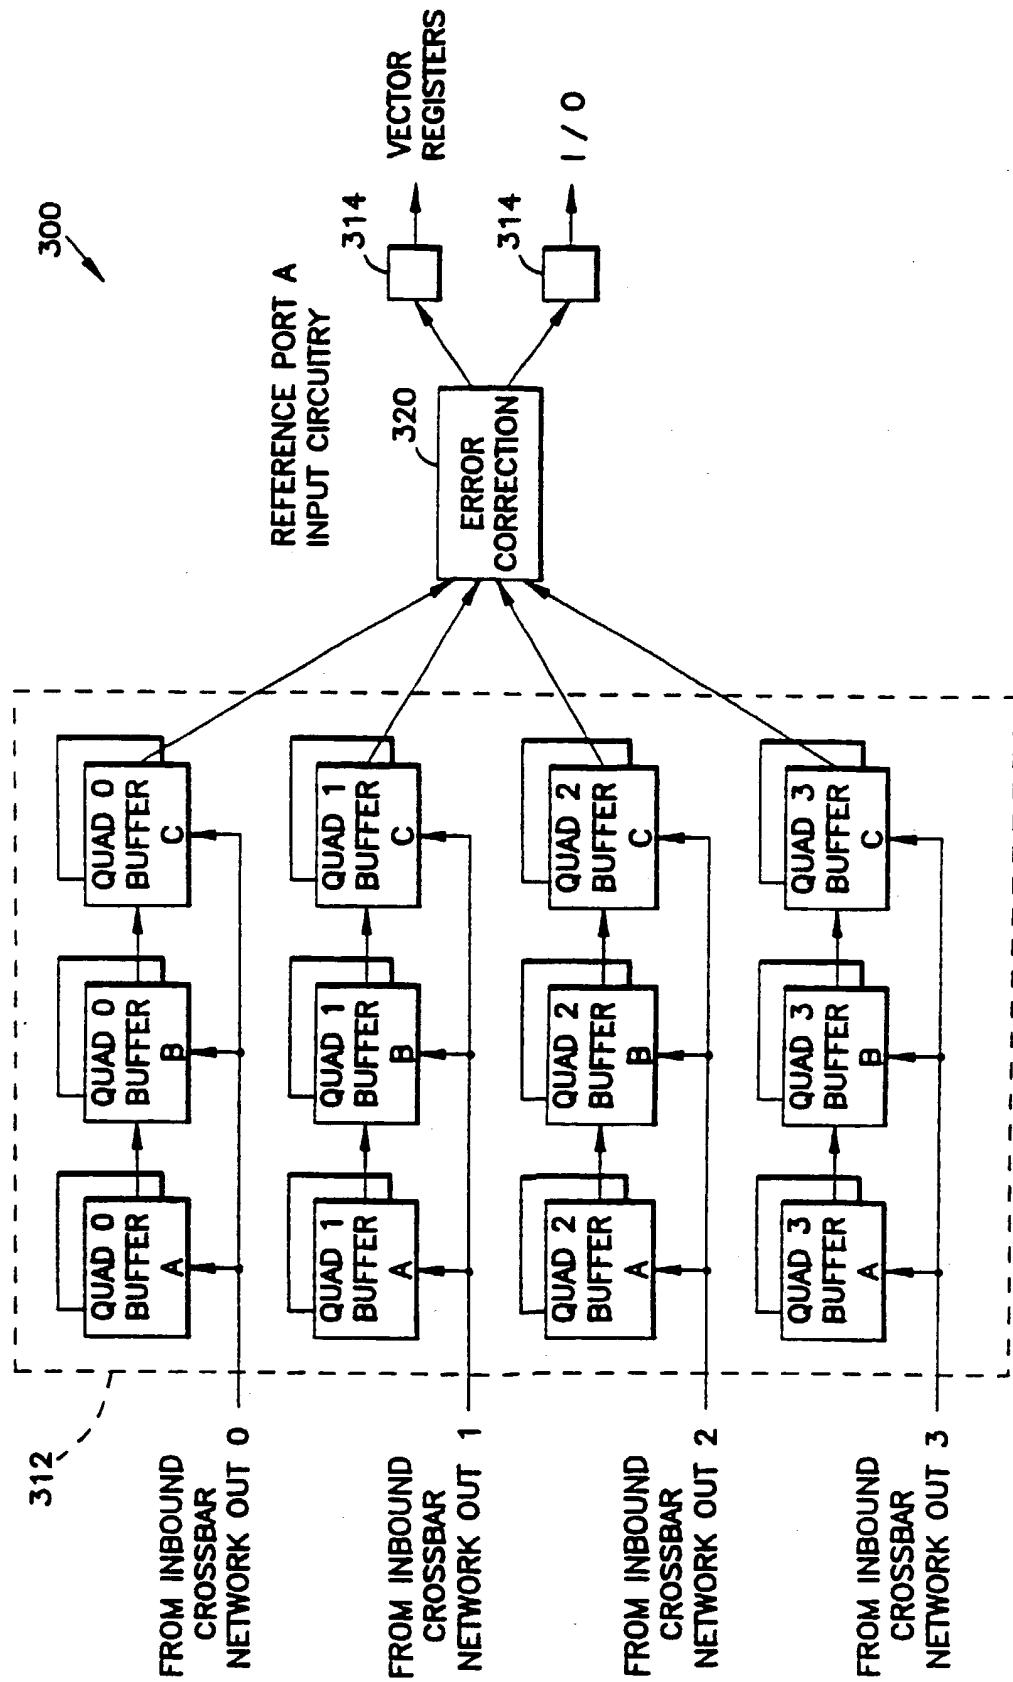 300
REFERENCE PORT A
INPUT CIRCUITRY
312
FROM INBOUND
CROSSBAR
NETWORK OUT 0
QUAD 0
BUFFER
A
QUAD 0
BUFFER
B
QUAD 0
BUFFER
C
FROM INBOUND
CROSSBAR
NETWORK OUT 1
QUAD 1
BUFFER
A
QUAD 1
BUFFER
B
QUAD 1
BUFFER
C
FROM INBOUND
CROSSBAR
NETWORK OUT 2
QUAD 2
BUFFER
A
QUAD 2
BUFFER
B
QUAD 2
BUFFER
C
FROM INBOUND
CROSSBAR
NETWORK OUT 3
QUAD 3
BUFFER
A
QUAD 3
BUFFER
B
QUAD 3
BUFFER
C
320
ERROR
CORRECTION
314
VECTOR
REGISTERS
314
I / O